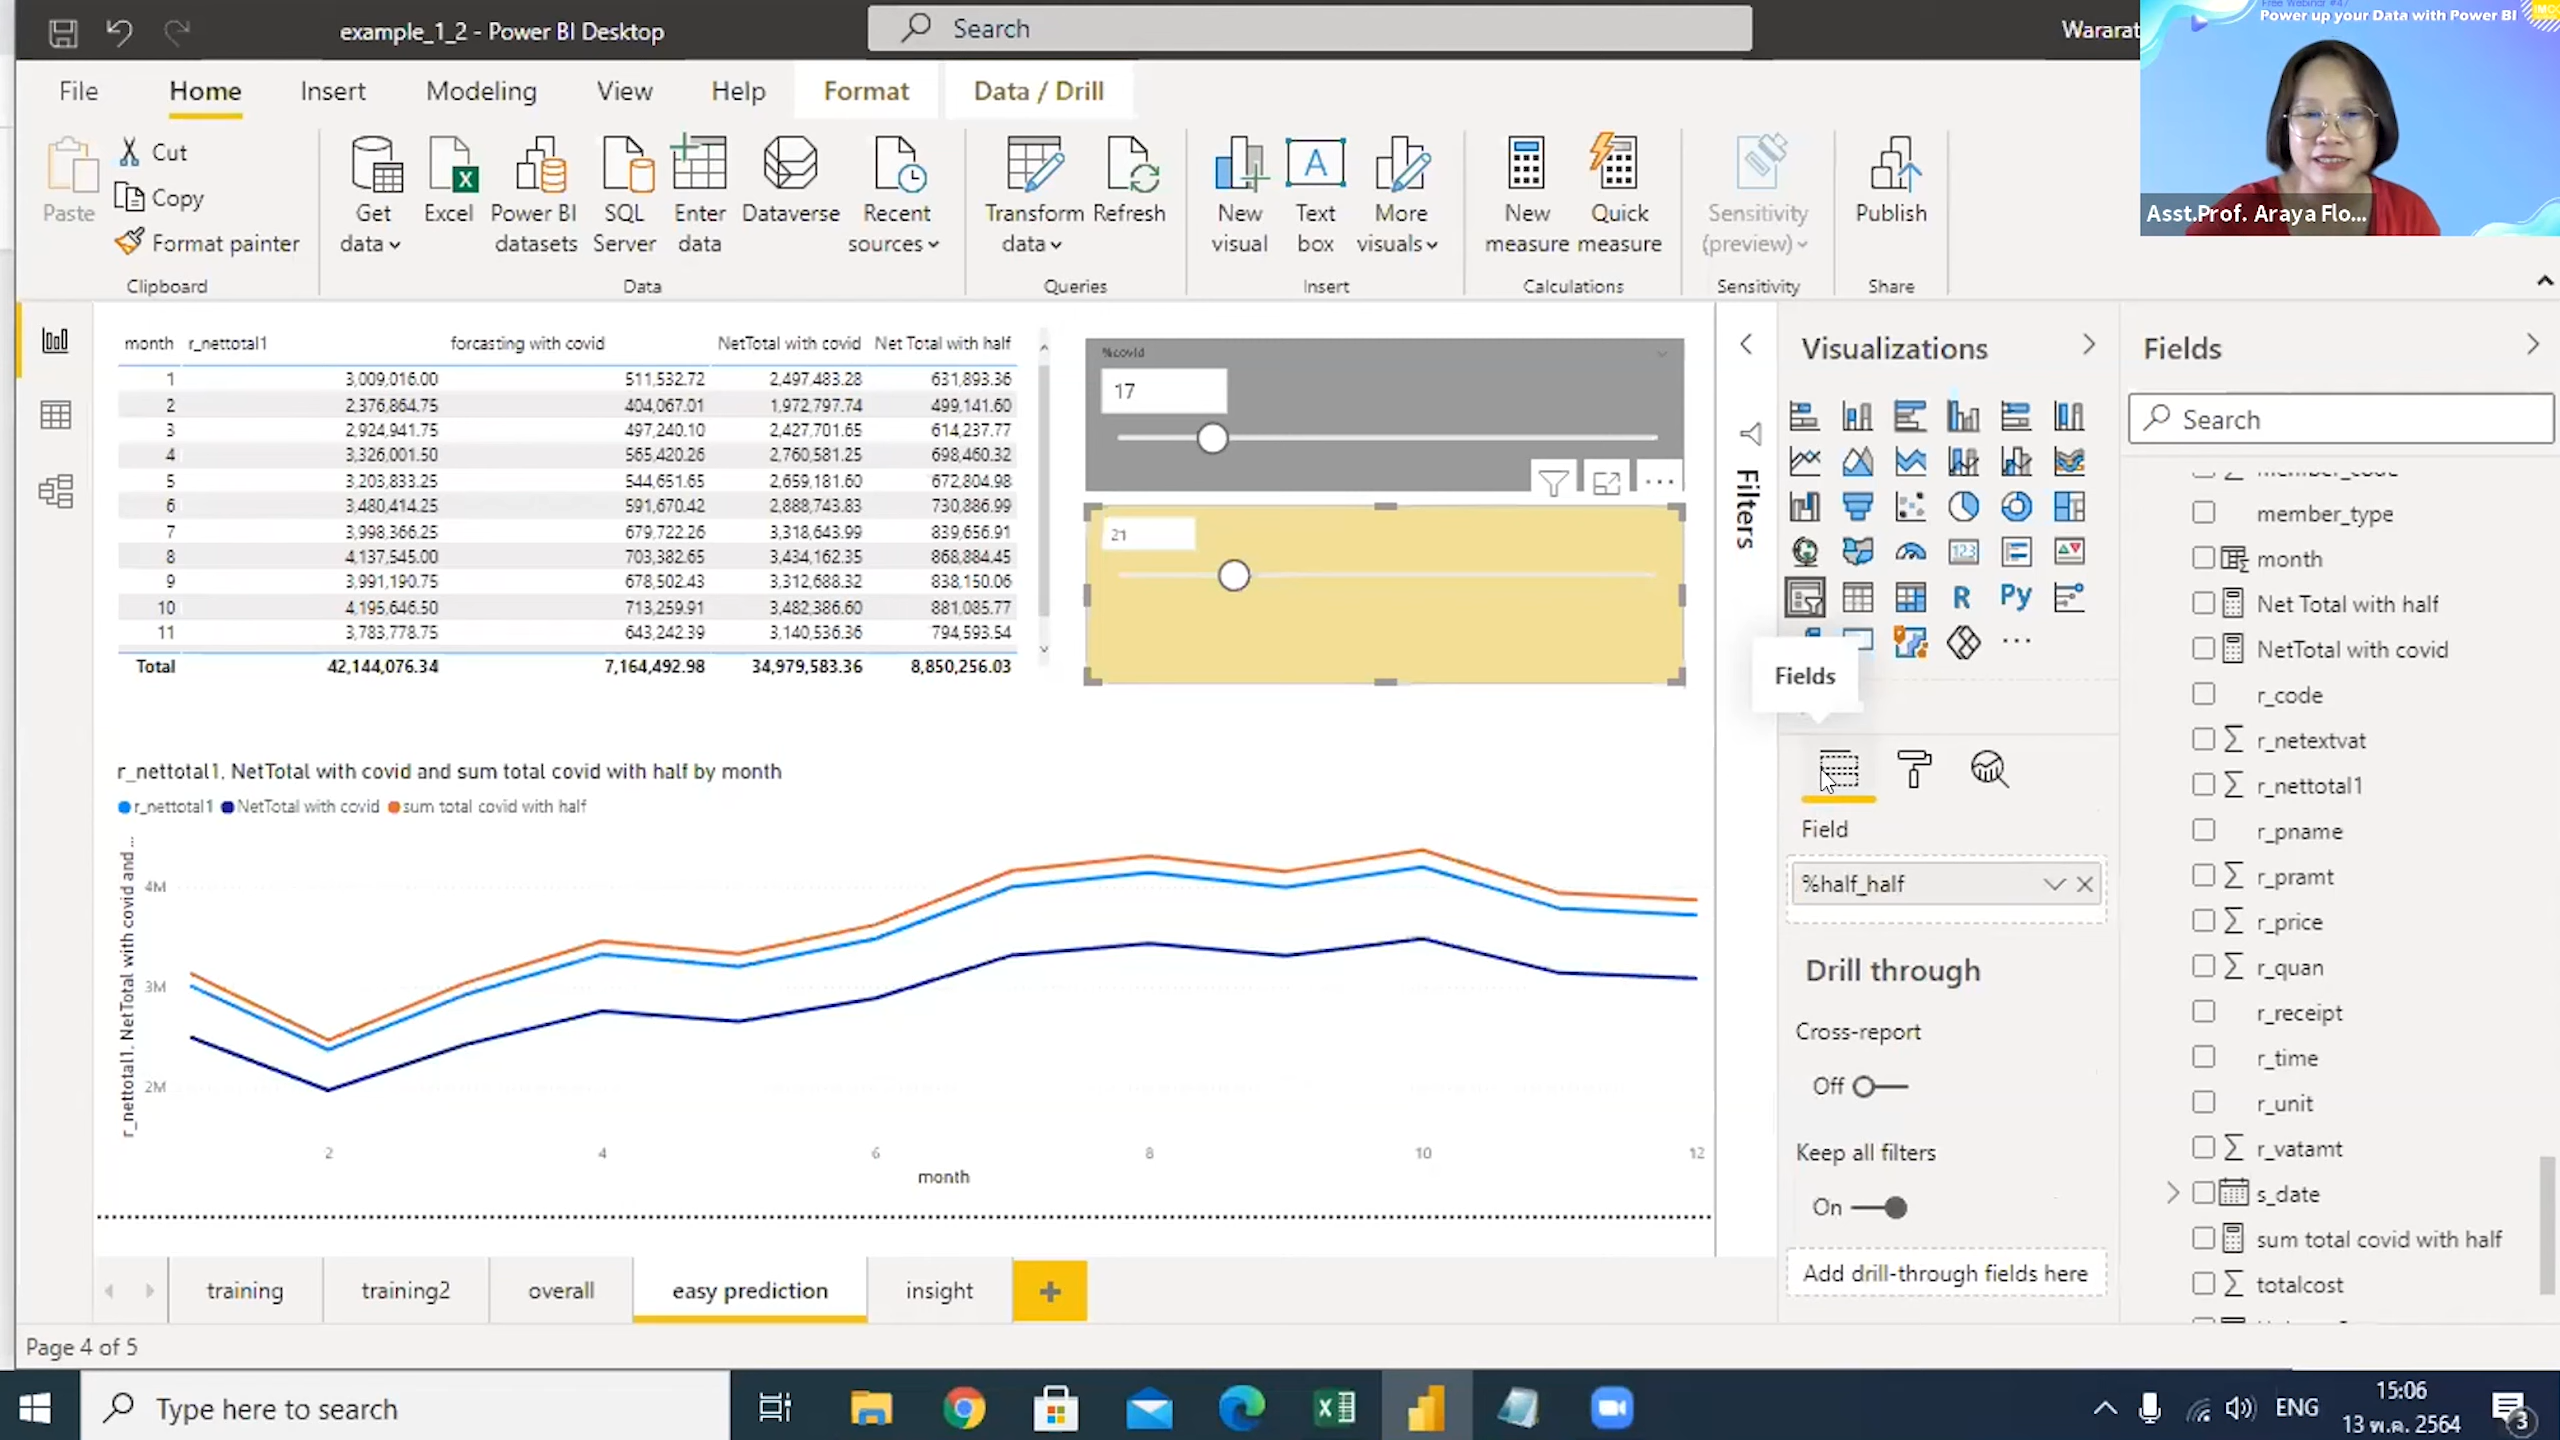 example_1_2 - Power BI Desktop
Search
Wararat
Free Webinar #47
Power up your Data with Power BI
Asst.Prof. Araya Flo...
File
Home
Insert
Modeling
View
Help
Format
Data / Drill
Paste
Cut
Copy
Format painter
Clipboard
Get data
Excel
Power BI datasets
SQL Server
Enter data
Dataverse
Recent sources
Data
Transform data
Refresh
Queries
New visual
Text box
More visuals
Insert
New measure
Quick measure
Calculations
Sensitivity (preview)
Sensitivity
Publish
Share
month r_nettotal1 forcasting with covid NetTotal with covid Net Total with half
1 3,009,016.00 511,532.72 2,497,483.28 631,893.36
2 2,376,864.75 404,067.01 1,972,797.74 499,141.60
3 2,924,941.75 497,240.10 2,427,701.65 614,237.77
4 3,326,001.50 565,420.26 2,760,581.25 698,460.32
5 3,203,833.25 544,651.65 2,659,181.60 672,804.98
6 3,480,414.25 591,670.42 2,888,743.83 730,886.99
7 3,998,366.25 679,722.26 3,318,643.99 839,656.91
8 4,137,545.00 703,382.65 3,434,162.35 868,884.45
9 3,991,190.75 678,502.43 3,312,688.32 838,150.06
10 4,195,646.50 713,259.91 3,482,386.60 881,085.77
11 3,783,778.75 643,242.39 3,140,536.36 794,593.54
Total 42,144,076.34 7,164,492.98 34,979,583.36 8,850,256.03
%covid
17
21
r_nettotal1, NetTotal with covid and sum total covid with half by month
r_nettotal1 NetTotal with covid sum total covid with half
r_nettotal1, NetTotal with covid and ...
4M
3M
2M
2 4 6 8 10 12
month
Filters
Visualizations
R
Py
Fields
Field
%half_half
Drill through
Cross-report
Off
Keep all filters
On
Add drill-through fields here
Fields
Search
member_code
member_type
month
Net Total with half
NetTotal with covid
r_code
r_netextvat
r_nettotal1
r_pname
r_pramt
r_price
r_quan
r_receipt
r_time
r_unit
r_vatamt
s_date
sum total covid with half
totalcost
training
training2
overall
easy prediction
insight
Page 4 of 5
Type here to search
ENG
15:06
13 พ.ค. 2564
3